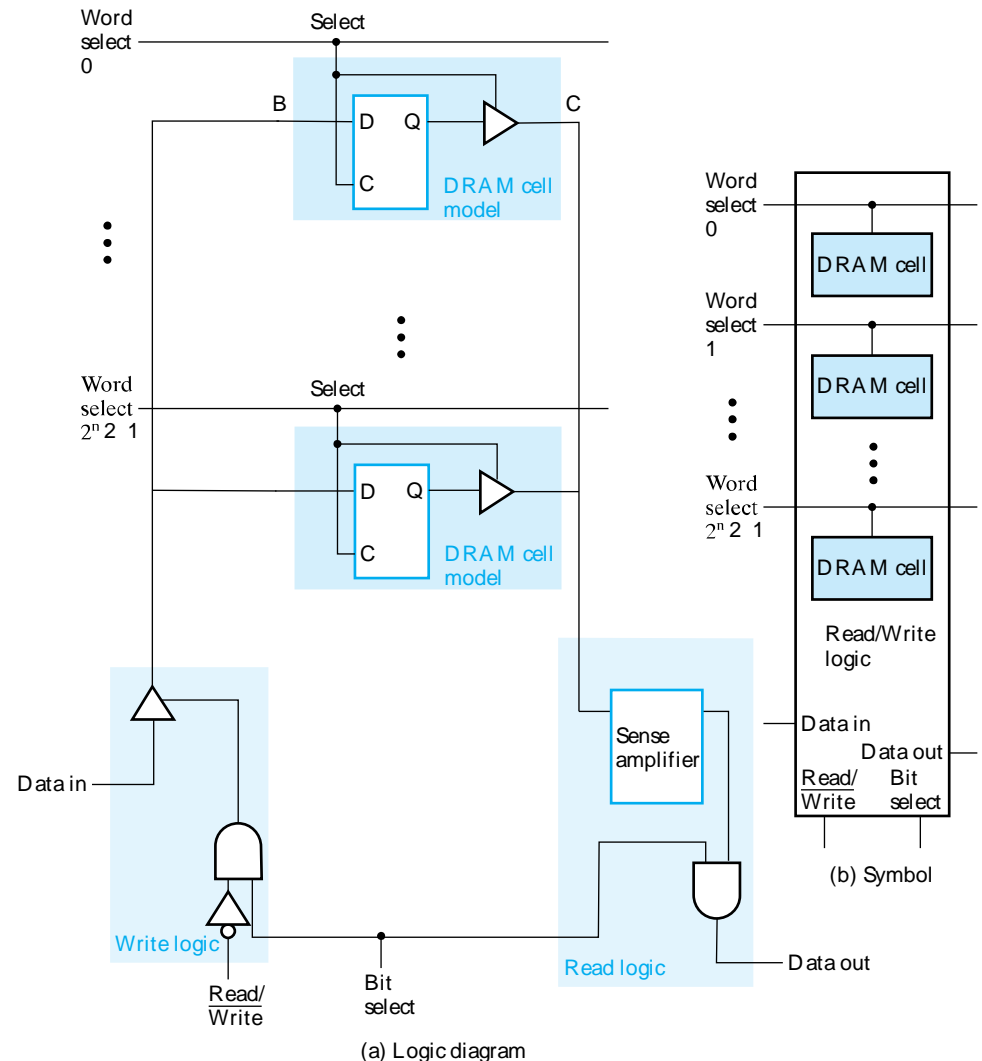 Word
select
0
Select
B
C
D
Q
C
DRAM cell
model
Word
select
2ⁿ 2 1
Select
D
Q
C
DRAM cell
model
Sense
amplifier
Data in
Write logic
Read/
Write
Bit
select
Read logic
Data out
(a) Logic diagram
Word
select
0
DRAM cell
Word
select
1
DRAM cell
Word
select
2ⁿ 2 1
DRAM cell
Read/Write
logic
Data in
Data out
Read/
Write
Bit
select
(b) Symbol